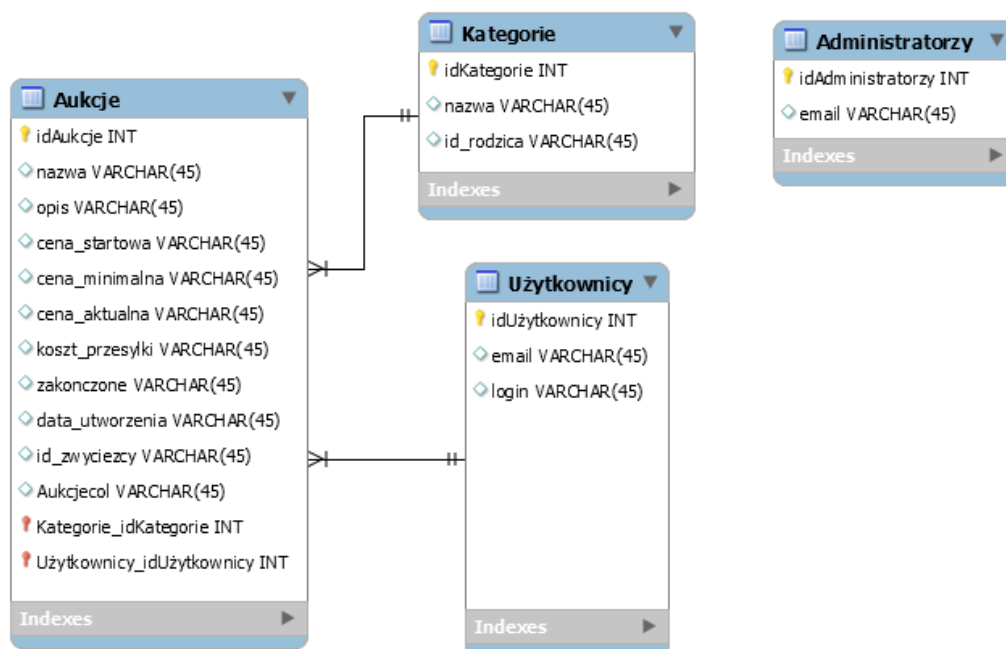 Aukcje
idAukcje INT
nazwa VARCHAR(45)
opis VARCHAR(45)
cena_startowa VARCHAR(45)
cena_minimalna VARCHAR(45)
cena_aktualna VARCHAR(45)
koszt_przesylki VARCHAR(45)
zakonczone VARCHAR(45)
data_utworzenia VARCHAR(45)
id_zwyciezcy VARCHAR(45)
Aukcjecol VARCHAR(45)
Kategorie_idKategorie INT
Użytkownicy_idUżytkownicy INT
Indexes
Kategorie
idKategorie INT
nazwa VARCHAR(45)
id_rodzica VARCHAR(45)
Indexes
Użytkownicy
idUżytkownicy INT
email VARCHAR(45)
login VARCHAR(45)
Indexes
Administratorzy
idAdministratorzy INT
email VARCHAR(45)
Indexes